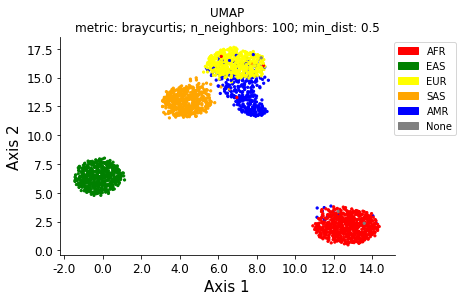 UMAP
metric: braycurtis; n_neighbors: 100; min_dist: 0.5
17.5
15.0
12.5
10.0
7.5
5.0
2.5
0.0
Axis 2
-2.0 0.0 2.0 4.0 6.0 8.0 10.0 12.0 14.0
Axis 1
AFR
EAS
EUR
SAS
AMR
None